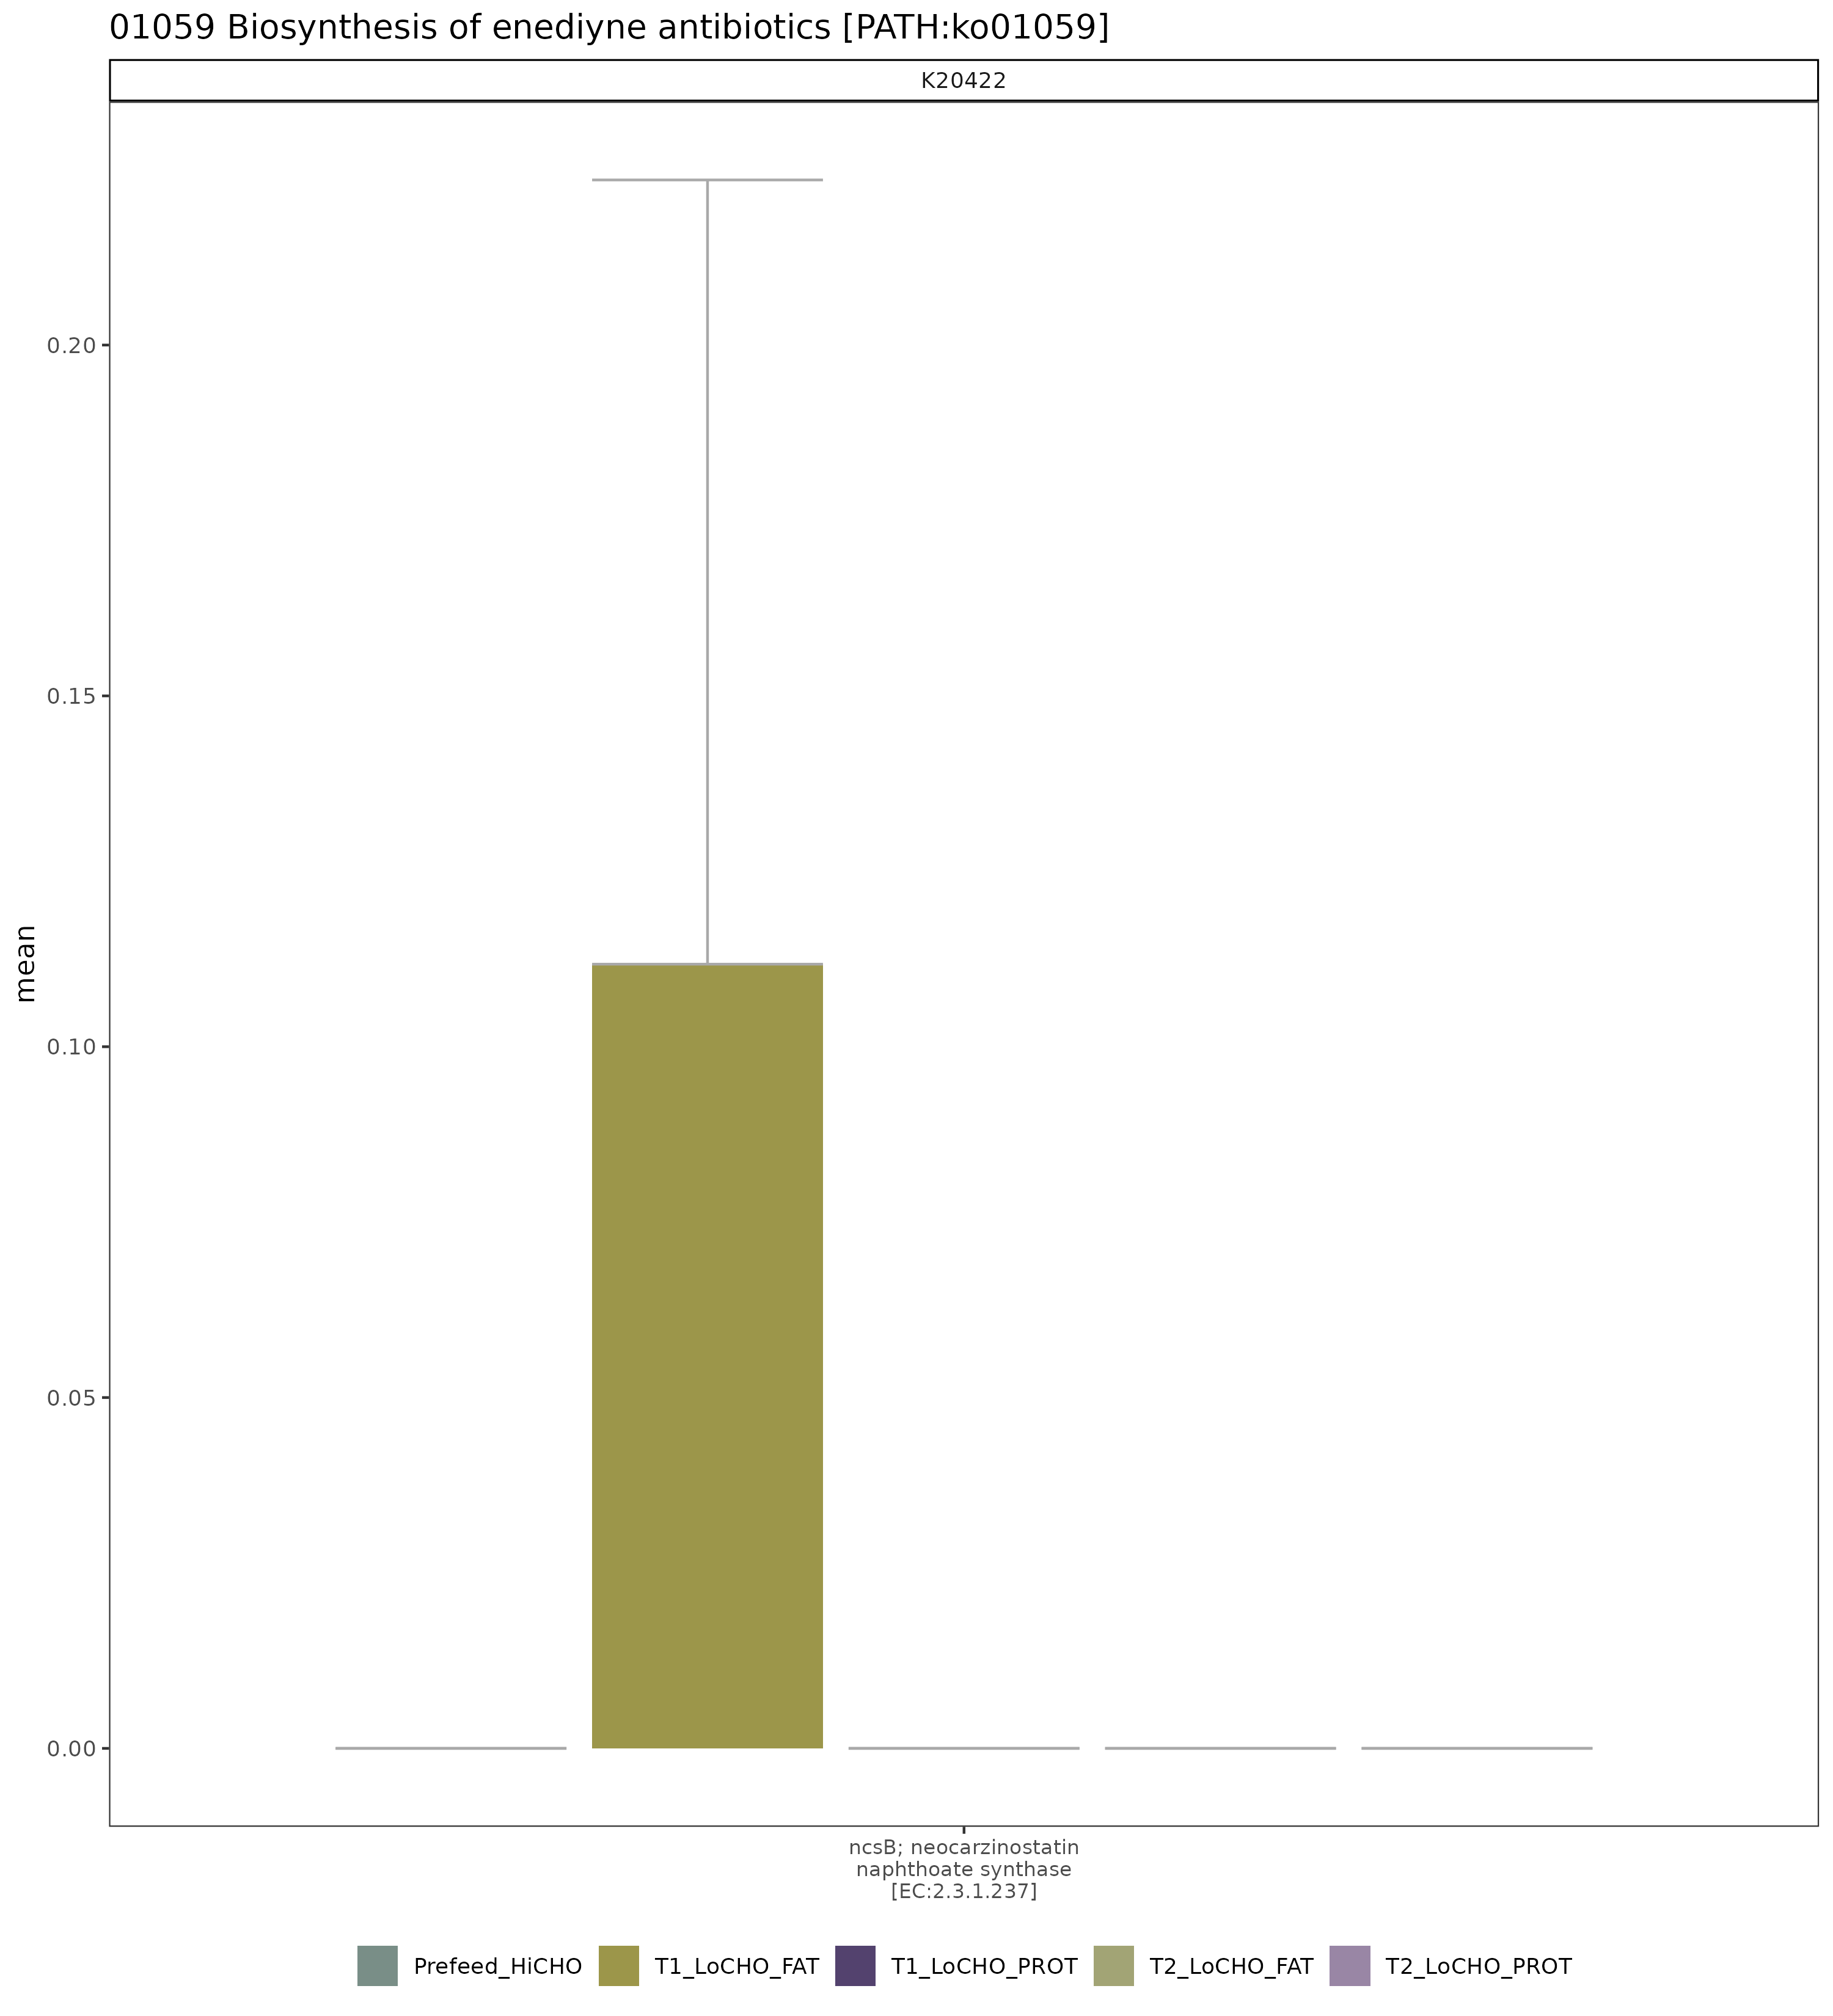 01059 Biosynthesis of enediyne antibiotics [PATH:ko01059]
K20422
0.20
0.15
0.10
0.05
0.00
mean
ncsB; neocarzinostatin
naphthoate synthase
[EC:2.3.1.237]
Prefeed_HiCHO T1_LoCHO_FAT T1_LoCHO_PROT T2_LoCHO_FAT T2_LoCHO_PROT